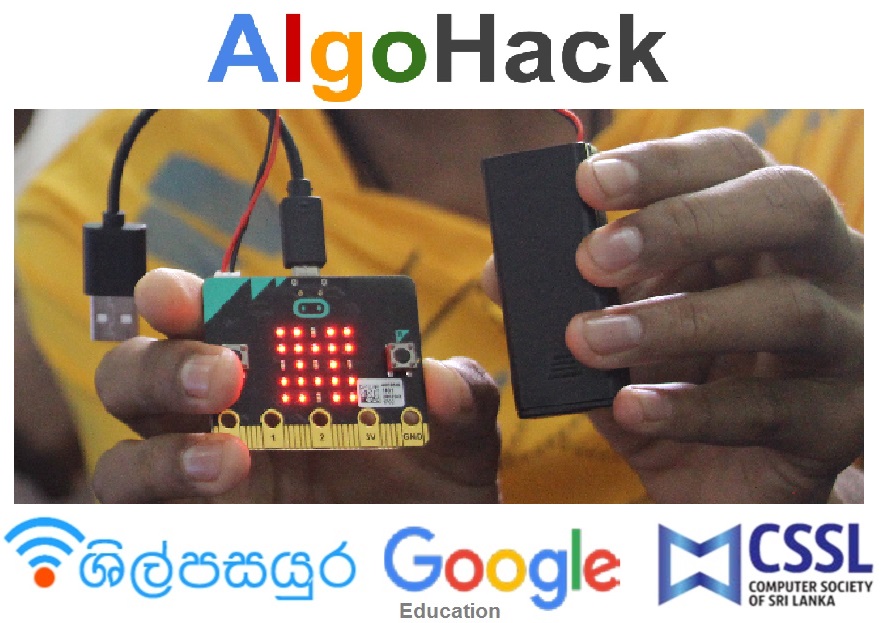 AlgoHack
1 2 3V GND
ශිල්පසයුර
Google
Education
CSSL
COMPUTER SOCIETY
OF SRI LANKA